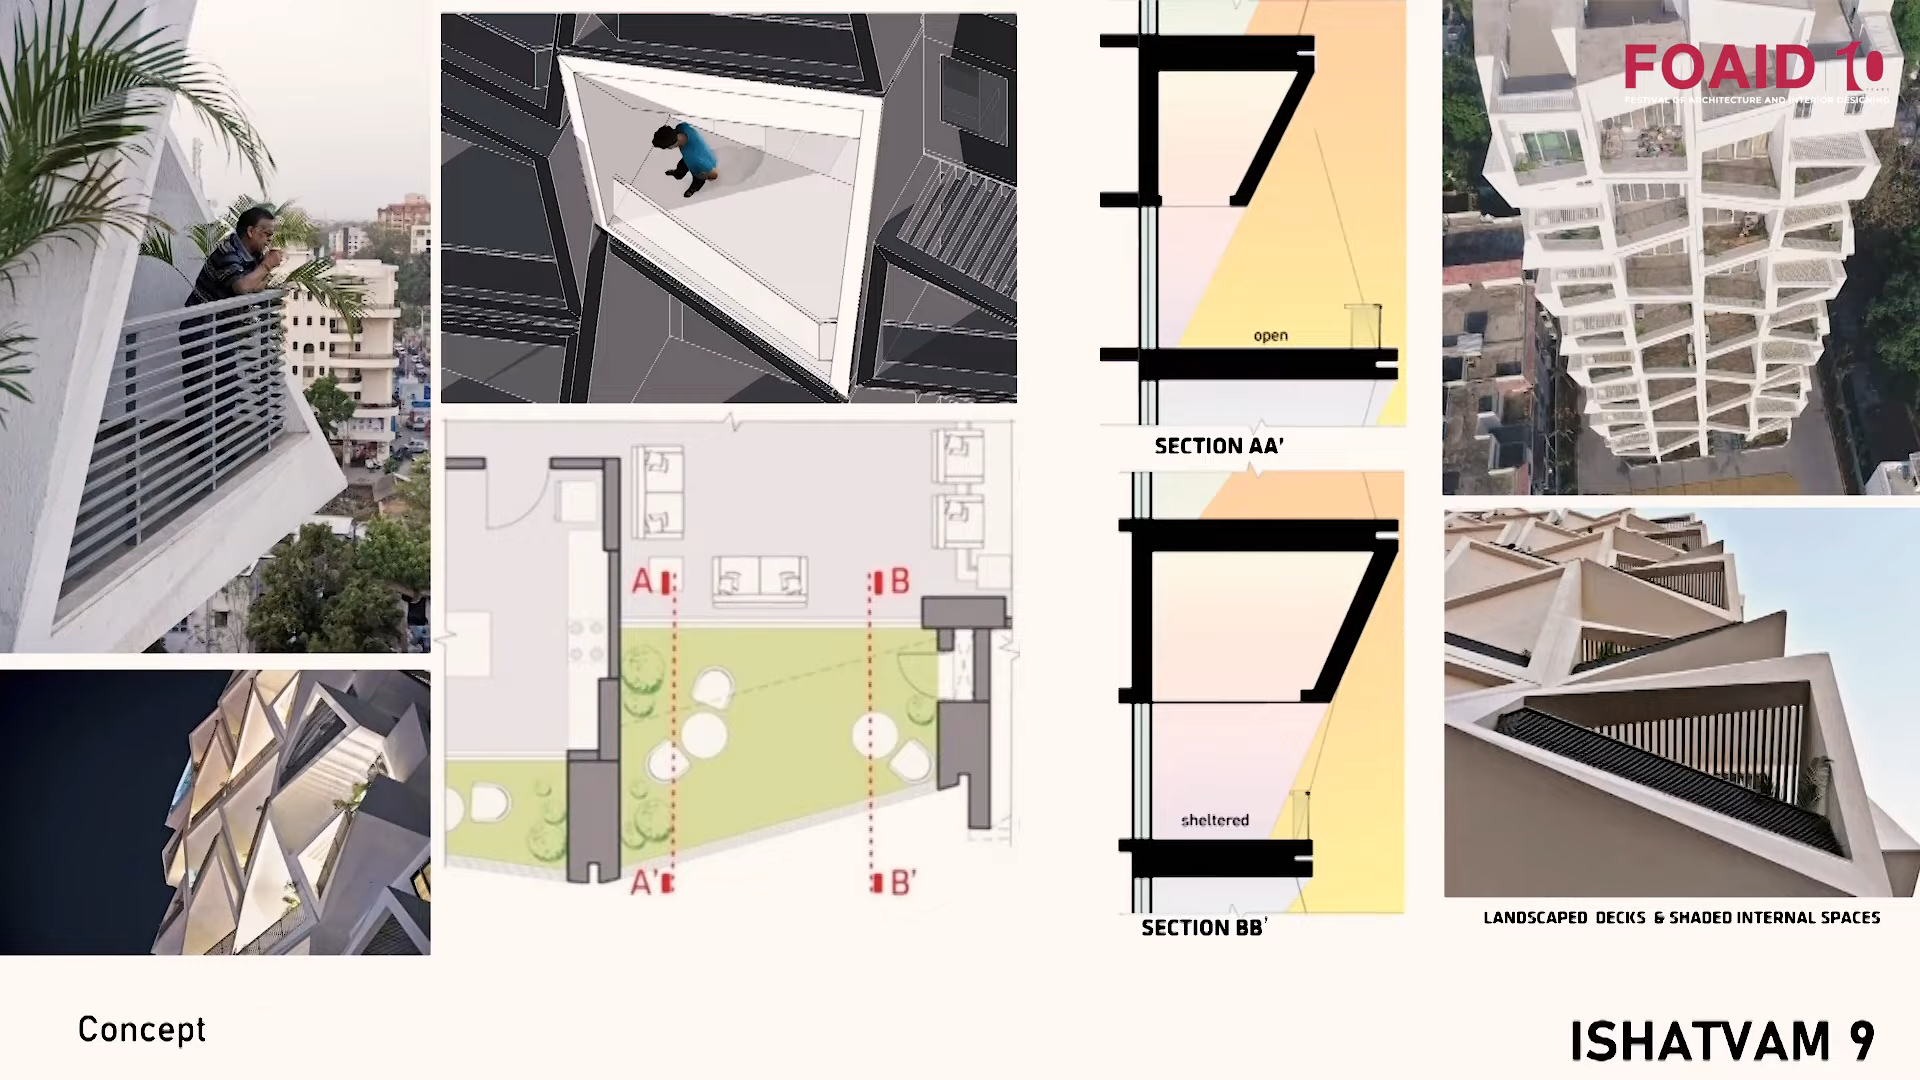 FOAID 10
YEARS
FESTIVAL OF ARCHITECTURE AND INTERIOR DESIGNING
open
SECTION AA'
A
B
sheltered
A'
B'
SECTION BB'
LANDSCAPED DECKS & SHADED INTERNAL SPACES
Concept
ISHATVAM 9